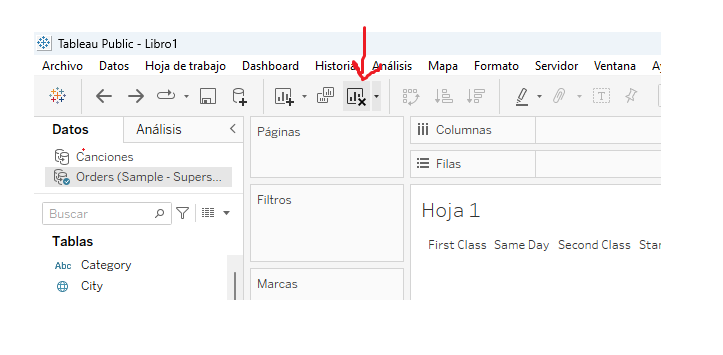 Tableau Public - Libro1
Archivo Datos Hoja de trabajo Dashboard Historia Análisis Mapa Formato Servidor Ventana
Datos Análisis
Canciones
Orders (Sample - Supers...
Buscar
Tablas
Abc Category
City
Páginas
Filtros
Marcas
Columnas
Filas
Hoja 1
First Class Same Day Second Class